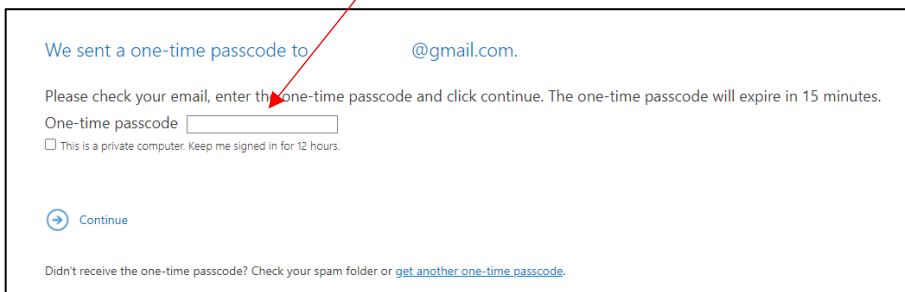 We sent a one-time passcode to @gmail.com.
Please check your email, enter the one-time passcode and click continue. The one-time passcode will expire in 15 minutes.
One-time passcode
This is a private computer. Keep me signed in for 12 hours.
Continue
Didn't receive the one-time passcode? Check your spam folder or get another one-time passcode.